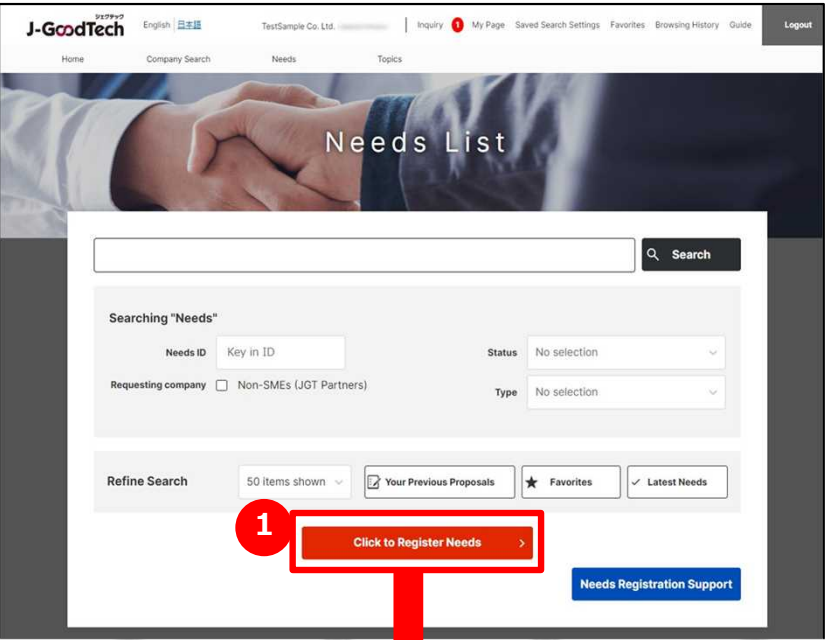 ジェグテック
J-GoodTech English 日本語 TestSample Co. Ltd. Inquiry 1 My Page Saved Search Settings Favorites Browsing History Guide Logout
Home Company Search Needs Topics
Needs List
Search
Searching "Needs"
Needs ID Key in ID Status No selection
Requesting company Non-SMEs (JGT Partners) Type No selection
Refine Search 50 items shown Your Previous Proposals Favorites Latest Needs
1 Click to Register Needs
Needs Registration Support